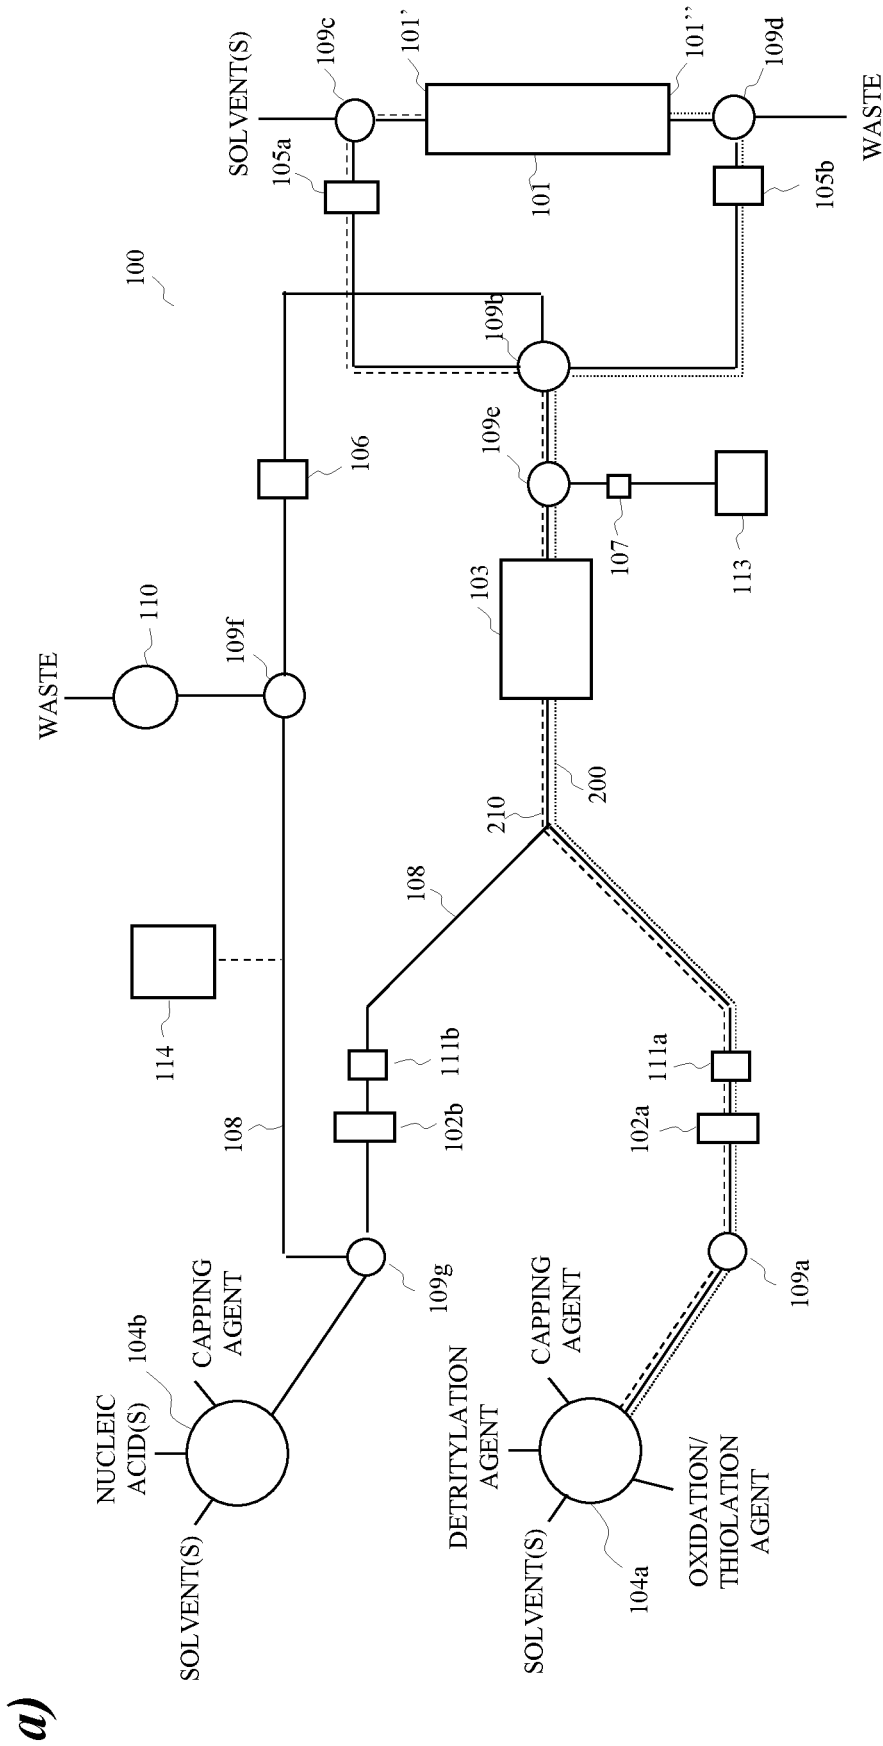 a)
100
SOLVENT(S)
NUCLEIC
ACID(S)
104b
CAPPING
AGENT
109g
108
114
WASTE
110
109f
106
102b
111b
108
SOLVENT(S)
DETRITYLATION
AGENT
CAPPING
AGENT
104a
OXIDATION/
THIOLATION
AGENT
109a
102a
111a
210
200
103
107
113
109e
109b
105a
SOLVENT(S)
109c
101’
101
101’’
109d
105b
WASTE